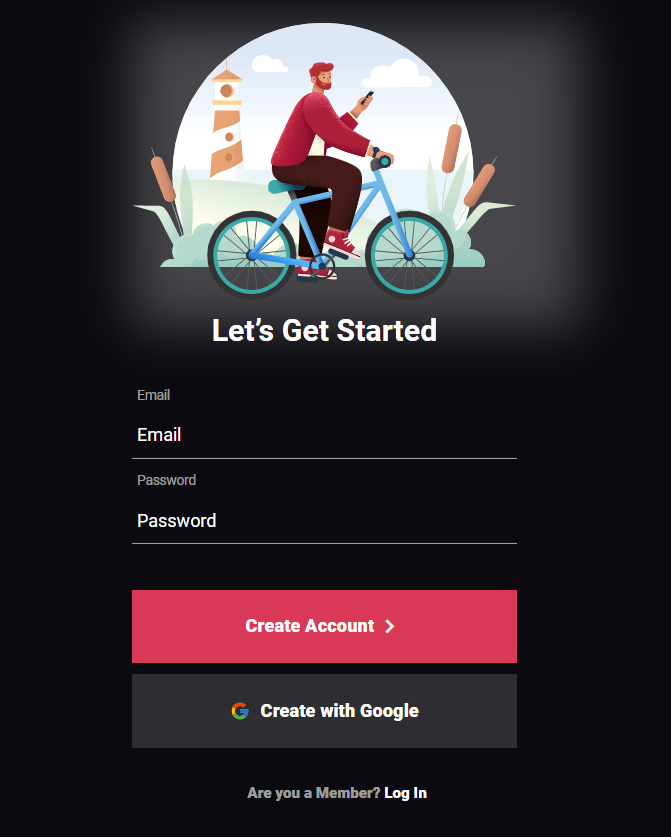 Let’s Get Started
Email
Email
Password
Password
Create Account
Create with Google
Are you a Member? Log In